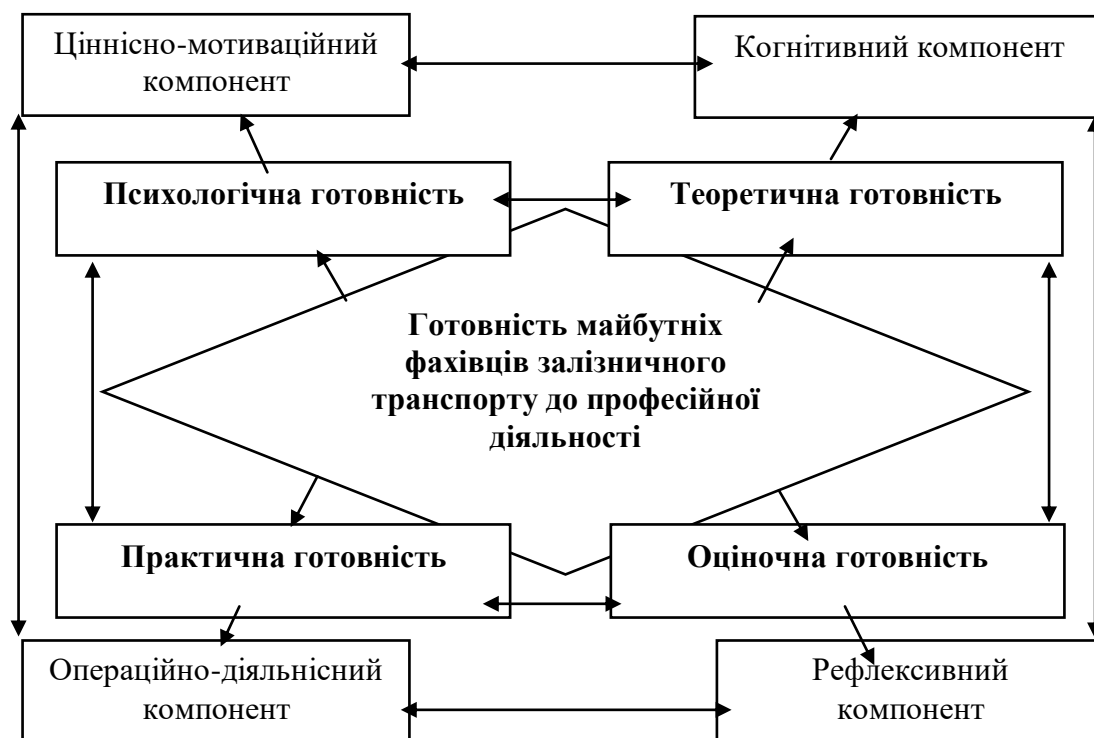 Ціннісно-мотиваційний
компонент
Когнітивний компонент
Психологічна готовність
Теоретична готовність
Готовність майбутніх
фахівців залізничного
транспорту до професійної
діяльності
Практична готовність
Оціночна готовність
Операційно-діяльнісний
компонент
Рефлексивний
компонент